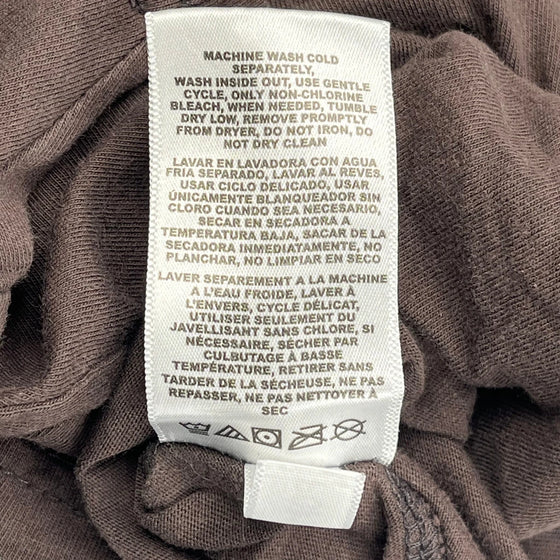 MACHINE WASH COLD
SEPARATELY,
WASH INSIDE OUT, USE GENTLE
CYCLE, ONLY NON-CHLORINE
BLEACH, WHEN NEEDED, TUMBLE
DRY LOW, REMOVE PROMPTLY
FROM DRYER, DO NOT IRON, DO
NOT DRY CLEAN
LAVAR EN LAVADORA CON AGUA
FRIA SEPARADO, LAVAR AL REVES,
USAR CICLO DELICADO, USAR
ÚNICAMENTE BLANQUEADOR SIN
CLORO CUANDO SEA NECESARIO,
SECAR EN SECADORA A
TEMPERATURA BAJA, SACAR DE LA
SECADORA INMEDIATAMENTE, NO
PLANCHAR, NO LIMPIAR EN SECO
LAVER SEPAREMENT A LA MACHINE
A L'EAU FROIDE, LAVER À
L'ENVERS, CYCLE DÉLICAT,
UTILISER SEULEMENT DU
JAVELLISANT SANS CHLORE, SI
NÉCESSAIRE, SÉCHER PAR
CULBUTAGE À BASSE
TEMPÉRATURE, RETIRER SANS
TARDER DE LA SÉCHEUSE, NE PAS
REPASSER, NE PAS NETTOYER À
SEC